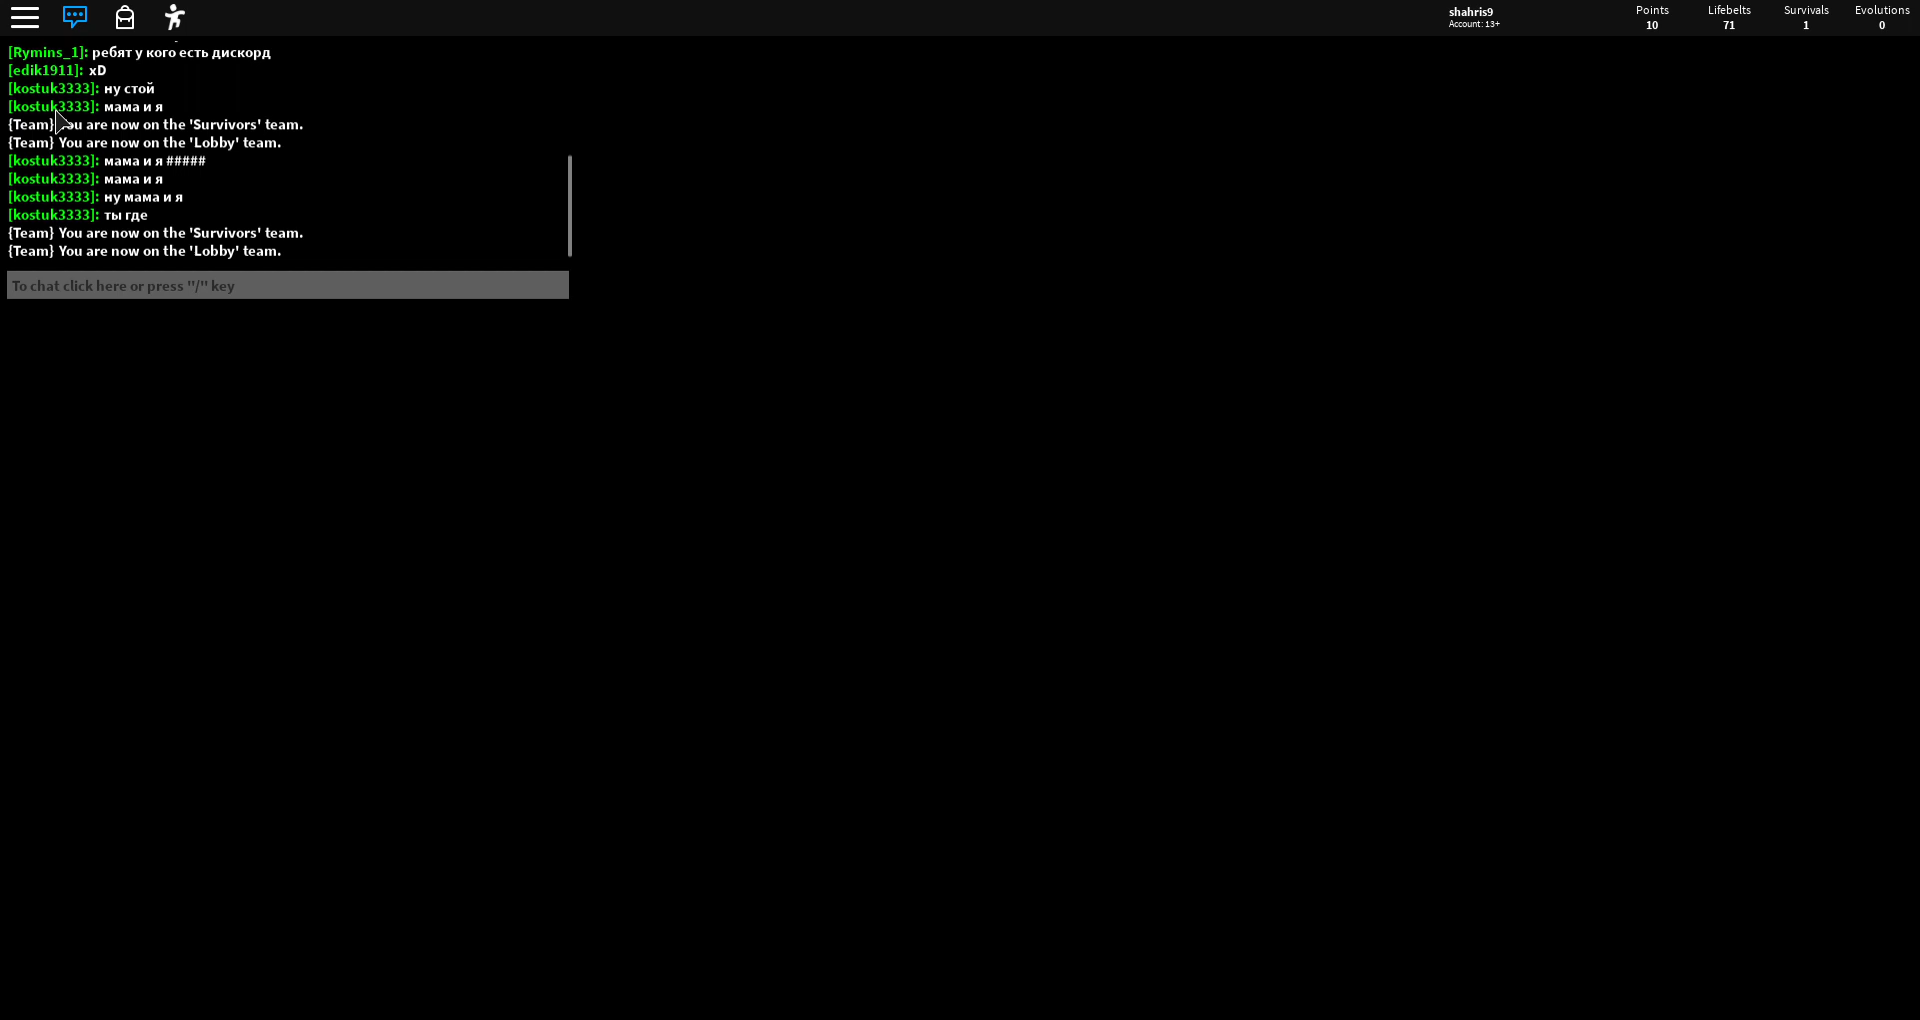 shahris9
Account: 13+
Points
10
Lifebelts
71
Survivals
1
Evolutions
0
[Rymins_1]: ребят у кого есть дискорд
[edik1911]: xD
[kostuk3333]: ну стой
[kostuk3333]: мама и я
{Team} You are now on the 'Survivors' team.
{Team} You are now on the 'Lobby' team.
[kostuk3333]: мама и я #####
[kostuk3333]: мама и я
[kostuk3333]: ну мама и я
[kostuk3333]: ты где
{Team} You are now on the 'Survivors' team.
{Team} You are now on the 'Lobby' team.
To chat click here or press "/" key